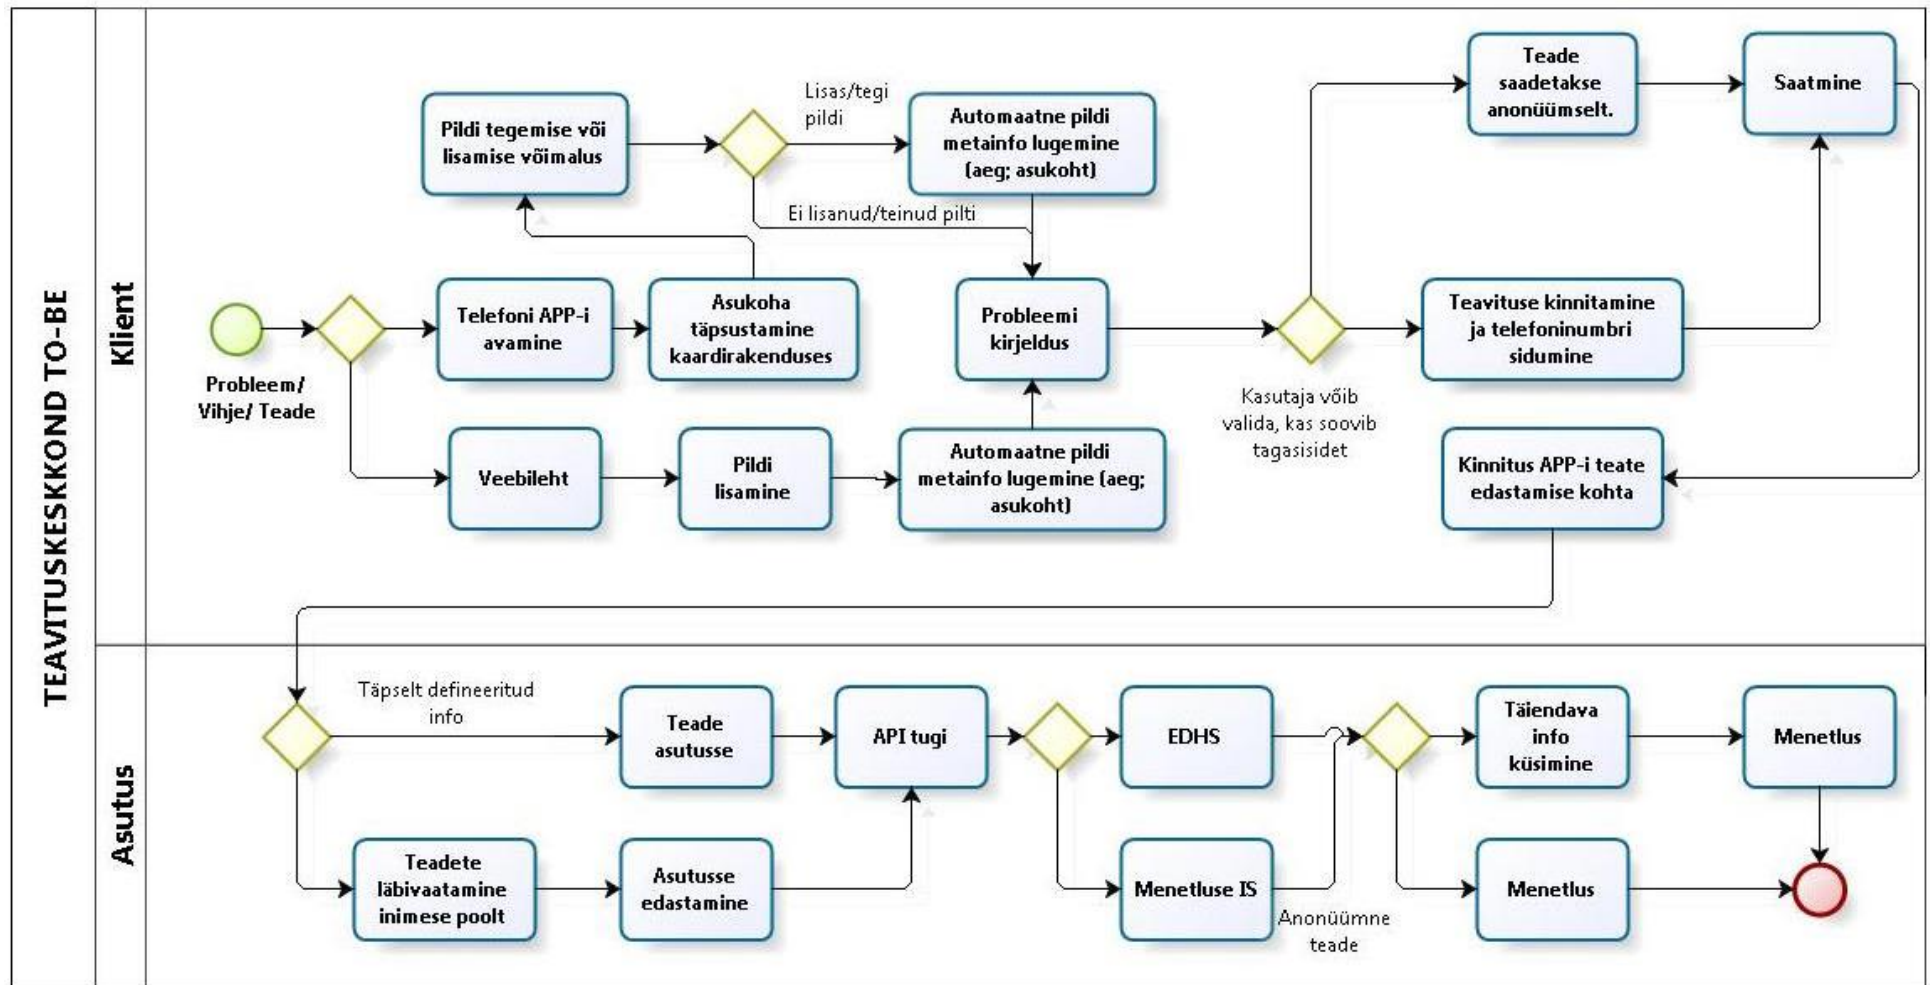 TEAVITUSKESKKOND TO-BE
Klient
Probleem/
Vihje/ Teade
Telefoni APP-i
avamine
Asukoha
täpsustamine
kaardirakenduses
Pildi tegemise või
lisamise võimalus
Lisas/tegi
pildi
Automaatne pildi
metainfo lugemine
(aeg; asukoht)
Ei lisanud/teinud pilti
Veebileht
Pildi
lisamine
Automaatne pildi
metainfo lugemine (aeg;
asukoht)
Probleemi
kirjeldus
Kasutaja võib
valida, kas soovib
tagasisidet
Teade
saadetakse
anonüümselt.
Saatmine
Teavituse kinnitamine
ja telefoninumbri
sidumine
Kinnitus APP-i teate
edastamise kohta
Asutus
Täpselt defineeritud
info
Teade
asutusse
API tugi
Teadete
läbivaatamine
inimese poolt
Asutusse
edastamine
EDHS
Menetluse IS
Anonüümne
teade
Täiendava
info
küsimine
Menetlus
Menetlus